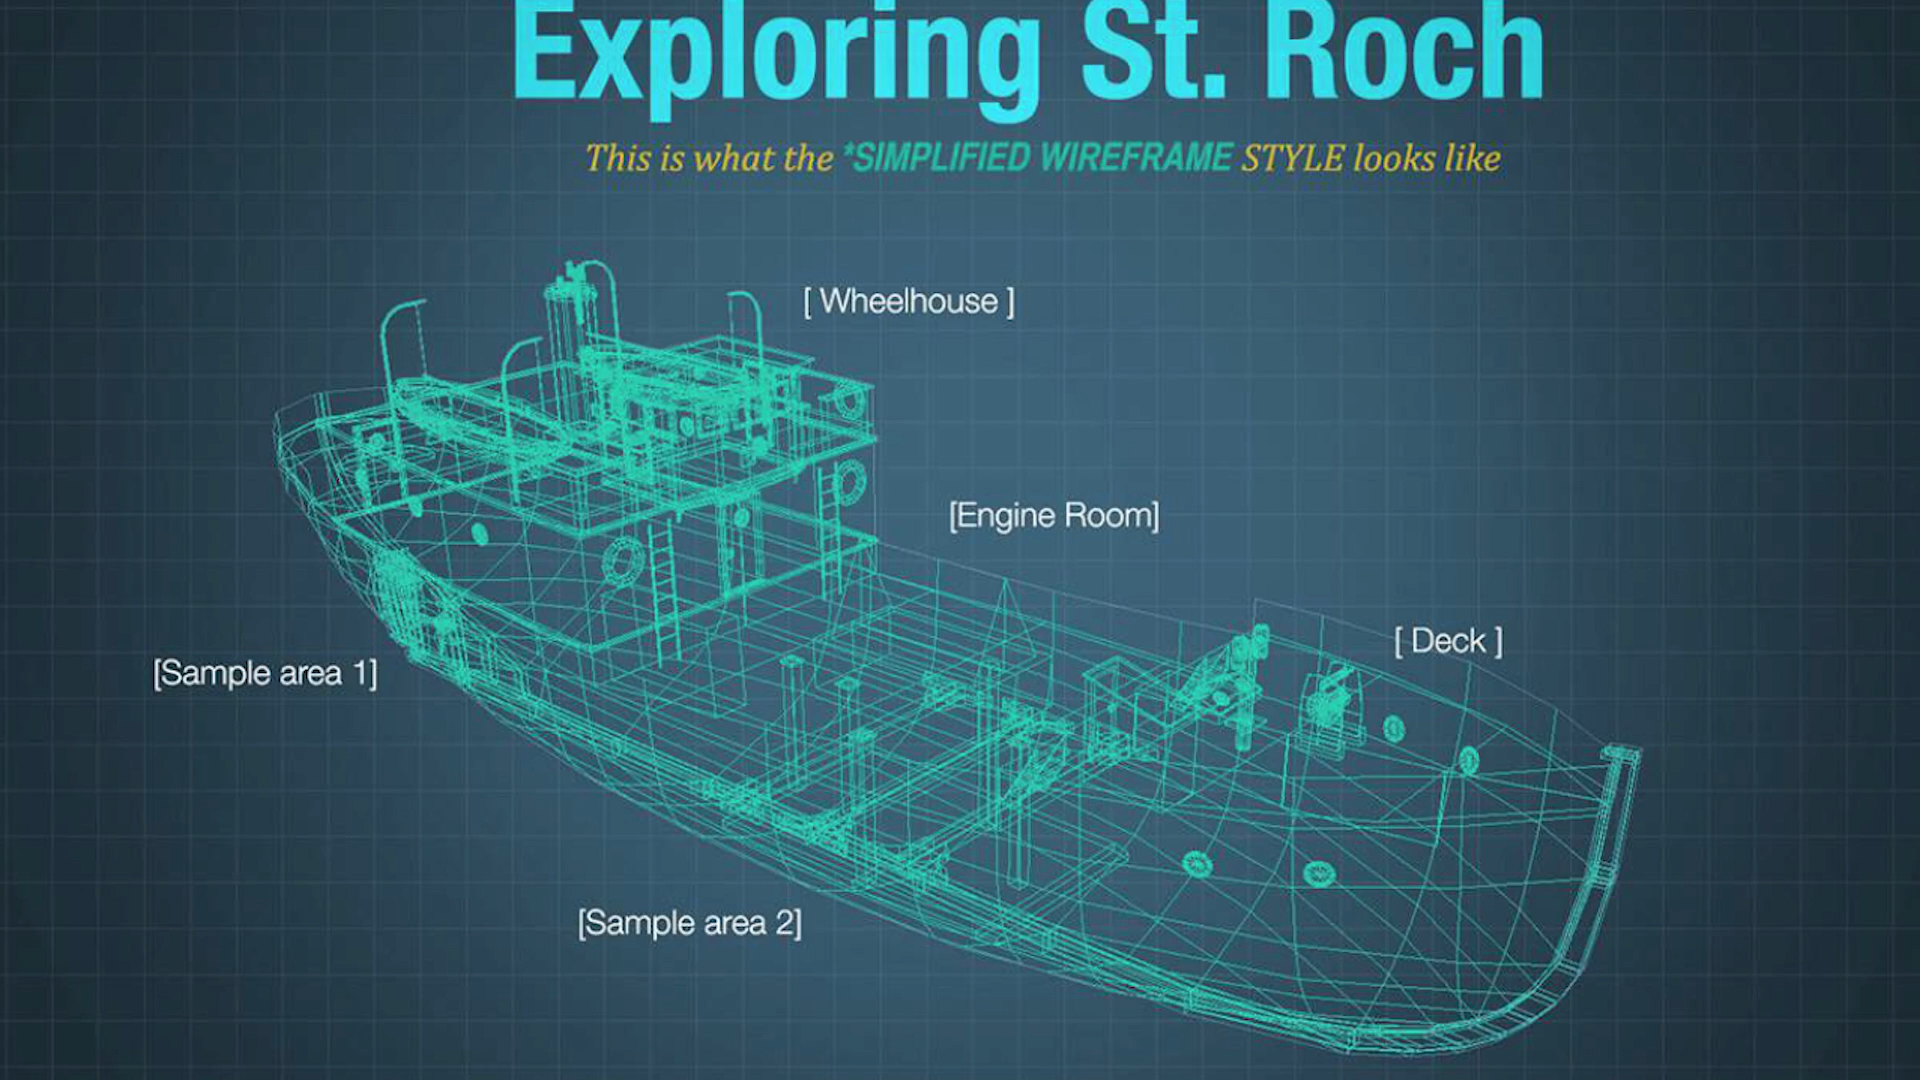 Exploring St. Roch
This is what the *SIMPLIFIED WIREFRAME STYLE looks like
[ Wheelhouse ]
[Engine Room]
[ Deck ]
[Sample area 1]
[Sample area 2]